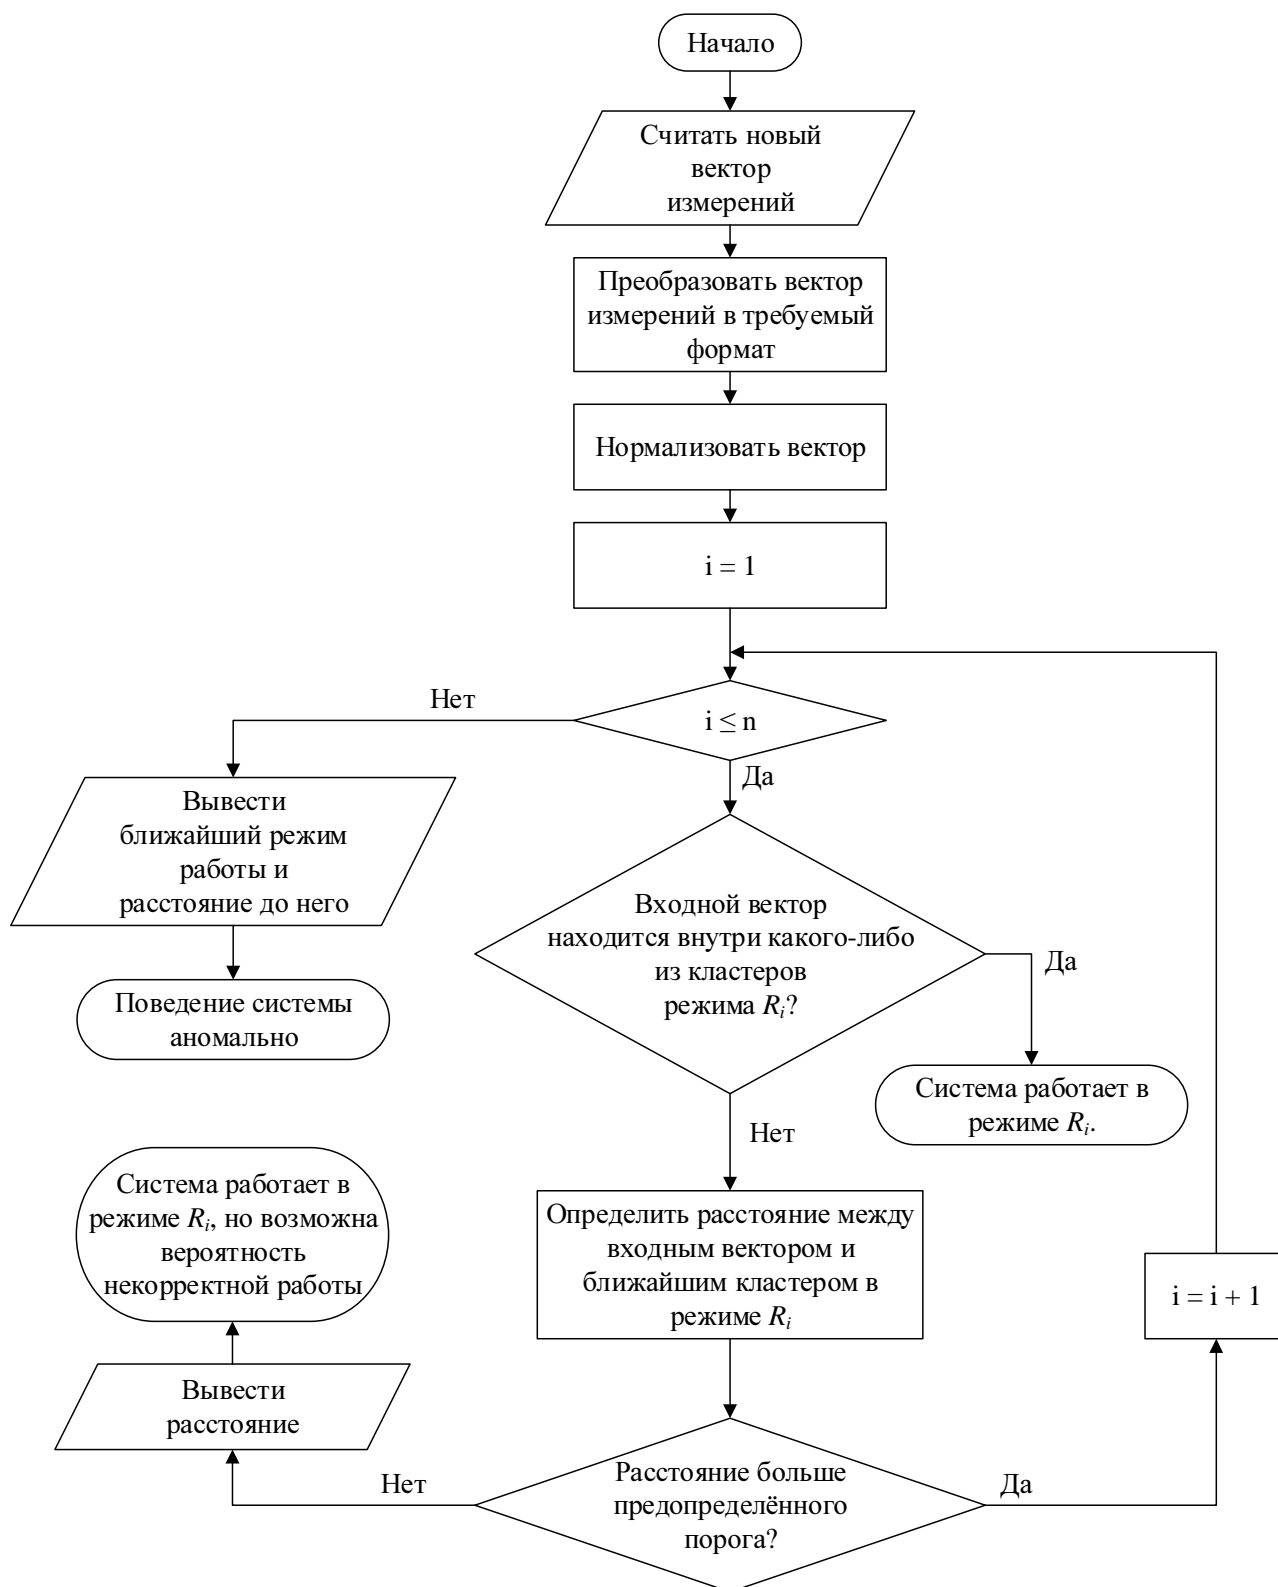 Начало
Считать новый
вектор
измерений
Преобразовать вектор
измерений в требуемый
формат
Нормализовать вектор
i = 1
Нет
i ≤ n
Да
Вывести
ближайший режим
работы и
расстояние до него
Входной вектор
находится внутри какого-либо
из кластеров
режима Ri?
Да
Поведение системы
аномально
Система работает в
режиме Ri.
Нет
Система работает в
режиме Ri, но возможна
вероятность
некорректной работы
Определить расстояние между
входным вектором и
ближайшим кластером в
режиме Ri
i = i + 1
Вывести
расстояние
Нет
Расстояние больше
предопределённого
порога?
Да